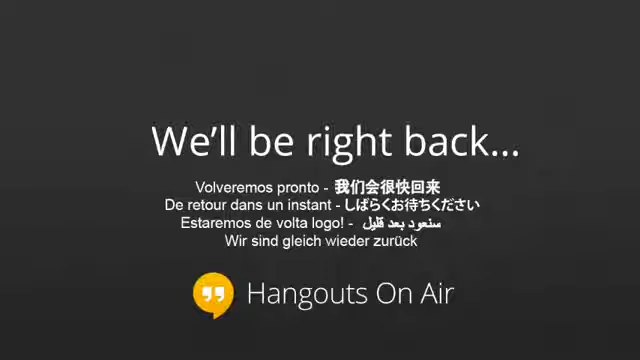 We'll be right back...
Volveremos pronto - 我们会很快回来
De retour dans un instant - しばらくお待ちください
Estaremos de volta logo! - سنعود بعد قليل
Wir sind gleich wieder zurück
Hangouts On Air